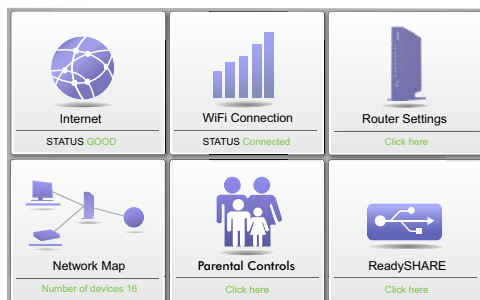 Internet
STATUS GOOD
WiFi Connection
STATUS Connected
Router Settings
Click here
Network Map
Number of devices 16
Parental Controls
Click here
ReadySHARE
Click here